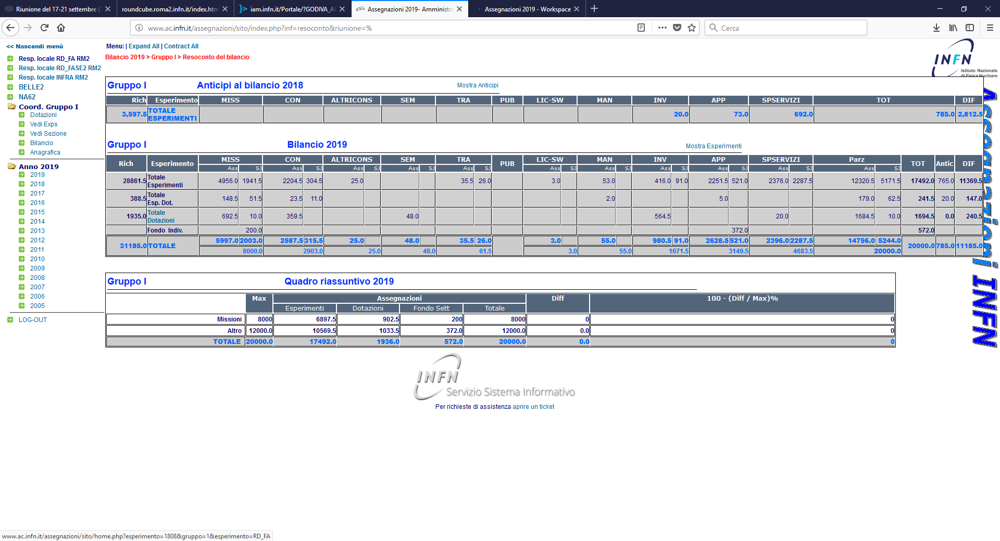 Riunione del 17-21 settembre (
roundcube.roma2.infn.it/index.htm
iam.infn.it/Portale/?GODIVA_AU
Assegnazioni 2019- Amministra
Assegnazioni 2019 - Workspace
www.ac.infn.it/assegnazioni/sito/index.php?inf=resoconto&riunione=%
Cerca
<< Nascondi menù
Resp. locale RD_FA RM2
Resp. locale RD_FASE2 RM2
Resp. locale INFRA RM2
BELLE2
NA62
Coord. Gruppo I
Dotazioni
Vedi Exps
Vedi Sezione
Bilancio
Anagrafica
Anno 2019
2019
2018
2017
2016
2015
2014
2013
2012
2011
2010
2009
2008
2007
2006
2005
LOG-OUT
Menu: | Expand All | Contract All
Bilancio 2019 > Gruppo I > Resoconto del bilancio
INFN
Istituto Nazionale
di Fisica Nucleare
Assegnazioni INFN
Gruppo I Anticipi al bilancio 2018 Mostra Anticipi
Rich Esperimento MISS CON ALTRICONS SEM TRA PUB LIC-SW MAN INV APP SPSERVIZI TOT DIF
3,597.5 TOTALE ESPERIMENTI 20.0 73.0 692.0 785.0 2,812.5
Gruppo I Bilancio 2019 Mostra Esperimenti
Rich Esperimento MISS CON ALTRICONS SEM TRA PUB LIC-SW MAN INV APP SPSERVIZI Parz TOT Antic DIF
Ass SJ Ass SJ Ass SJ Ass SJ Ass SJ Ass SJ Ass SJ Ass SJ Ass SJ Ass SJ Ass SJ
28861.5 Totale Esperimenti 4956.0 1941.5 2204.5 304.5 25.0 35.5 26.0 3.0 53.0 416.0 91.0 2251.5 521.0 2376.0 2287.5 12320.5 5171.5 17492.0 765.0 11369.5
388.5 Totale Esp. Dot. 148.5 51.5 23.5 11.0 2.0 5.0 179.0 62.5 241.5 20.0 147.0
1935.0 Totale Dotazioni 692.5 10.0 359.5 48.0 564.5 20.0 1684.5 10.0 1694.5 0.0 240.5
Fondo Indiv. 200.0 372.0 572.0
31185.0 TOTALE 5997.0 2003.0 2587.5 315.5 25.0 48.0 35.5 26.0 3.0 55.0 980.5 91.0 2628.5 521.0 2396.0 2287.5 14756.0 5244.0 20000.0 785.0 11185.0
8000.0 2903.0 25.0 48.0 61.5 3.0 55.0 1071.5 3149.5 4683.5 20000.0
Gruppo I Quadro riassuntivo 2019
Max Assegnazioni Diff 100 - (Diff / Max)%
Esperimenti Dotazioni Fondo Sett Totale
Missioni 8000 6897.5 902.5 200 8000 0 0
Altro 12000.0 10569.5 1033.5 372.0 12000.0 0.0 0
TOTALE 20000.0 17492.0 1936.0 572.0 20000.0 0.0 0
INFN
Servizio Sistema Informativo
Per richieste di assistenza aprire un ticket
www.ac.infn.it/assegnazioni/sito/home.php?esperimento=1808&gruppo=1&esperimento=RD_FA